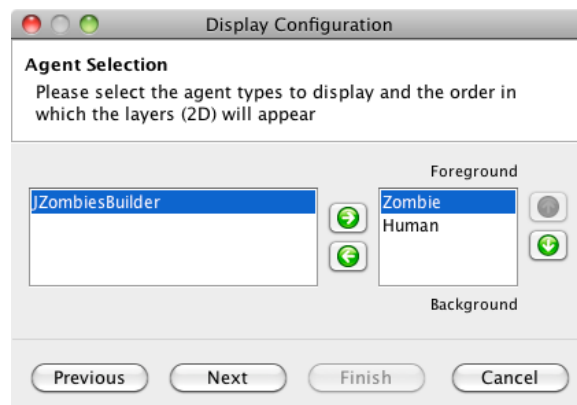 Display Configuration
Agent Selection
Please select the agent types to display and the order in
which the layers (2D) will appear
Foreground
JZombiesBuilder
Zombie
Human
Background
Previous
Next
Finish
Cancel